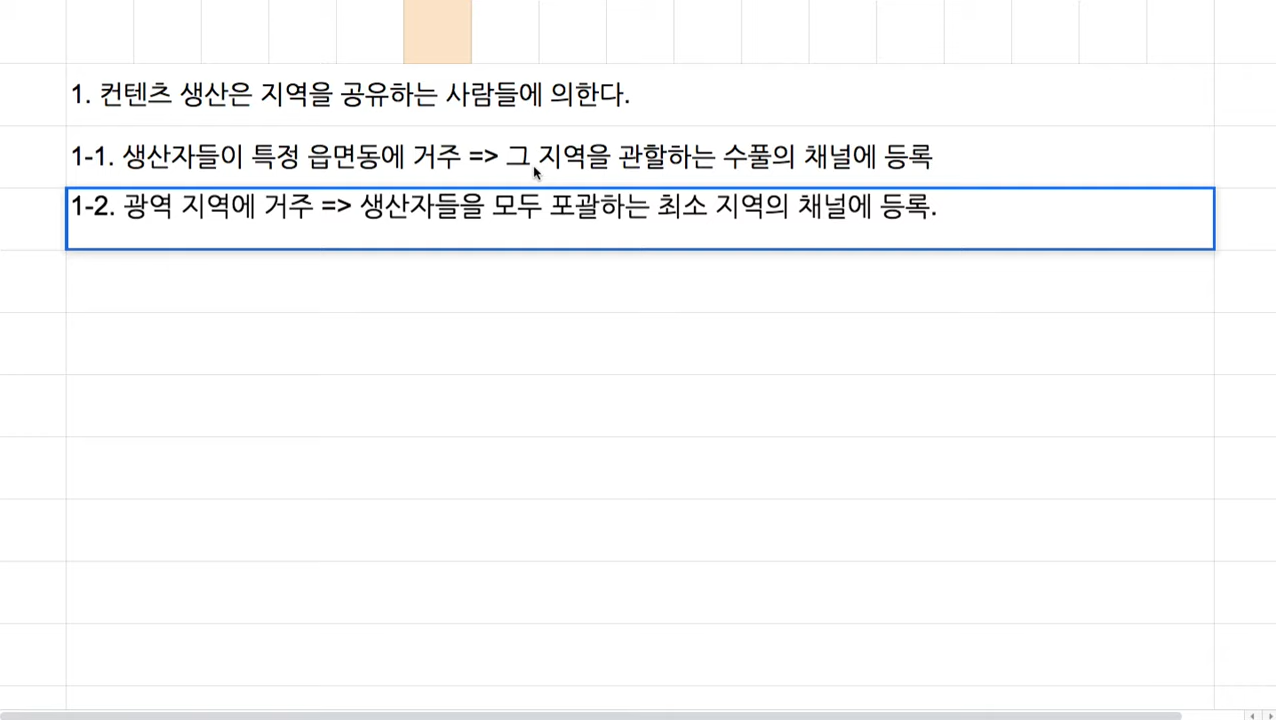 1. 컨텐츠 생산은 지역을 공유하는 사람들에 의한다.
1-1. 생산자들이 특정 읍면동에 거주 => 그 지역을 관할하는 수풀의 채널에 등록
1-2. 광역 지역에 거주 => 생산자들을 모두 포괄하는 최소 지역의 채널에 등록.